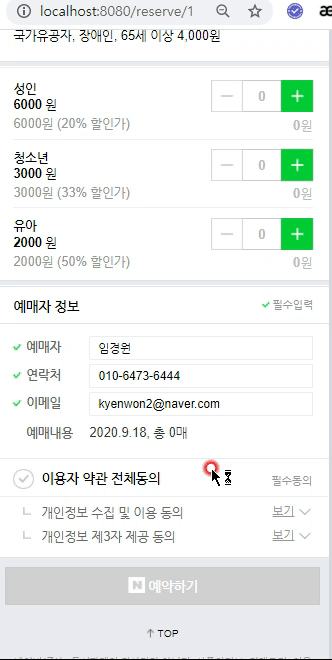 localhost:8080/reserve/1
국가유공자, 장애인, 65세 이상 4,000원
성인
6000 원
6000원 (20% 할인가)
0
0원
청소년
3000 원
3000원 (33% 할인가)
0
0원
유아
2000 원
2000원 (50% 할인가)
0
0원
예매자 정보
필수입력
예매자 임경원
연락처 010-6473-6444
이메일 kyenwon2@naver.com
예매내용 2020.9.18, 총 0매
이용자 약관 전체동의 필수동의
개인정보 수집 및 이용 동의 보기
개인정보 제3자 제공 동의 보기
N 예약하기
TOP